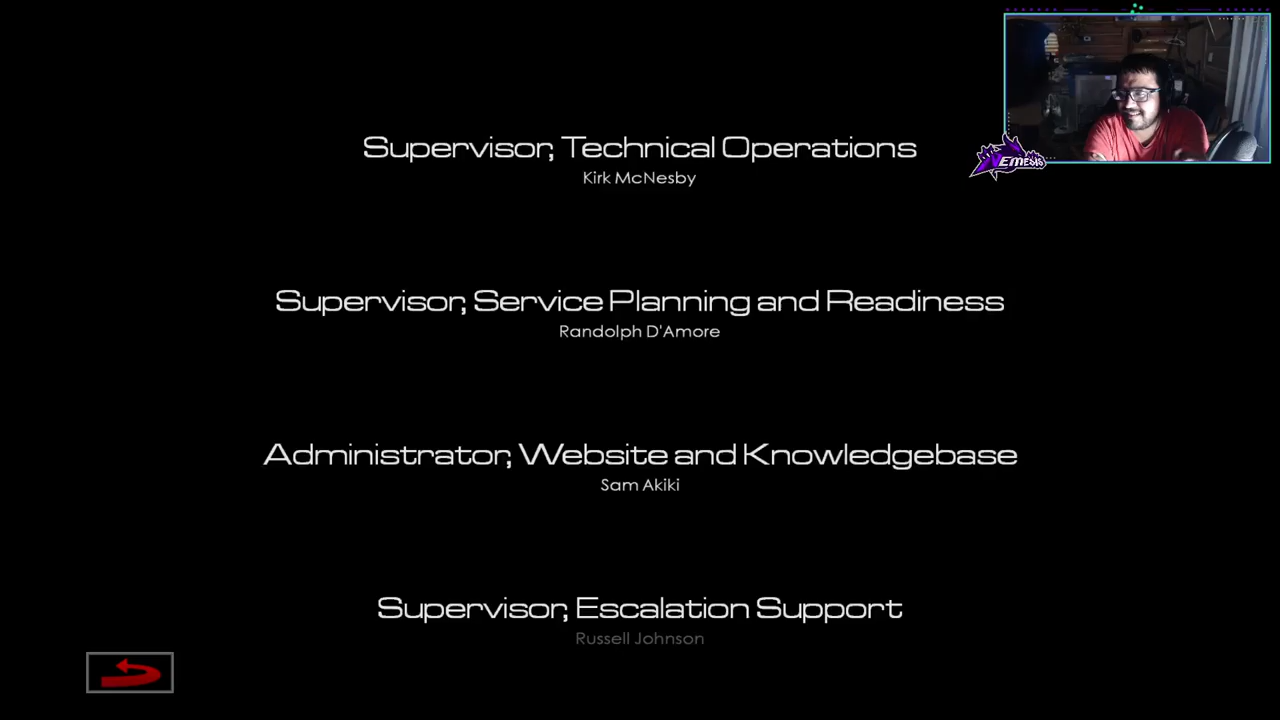 Supervisor, Technical Operations
Kirk McNesby
NEMESIS
Supervisor, Service Planning and Readiness
Randolph D'Amore
Administrator, Website and Knowledgebase
Sam Akiki
Supervisor, Escalation Support
Russell Johnson